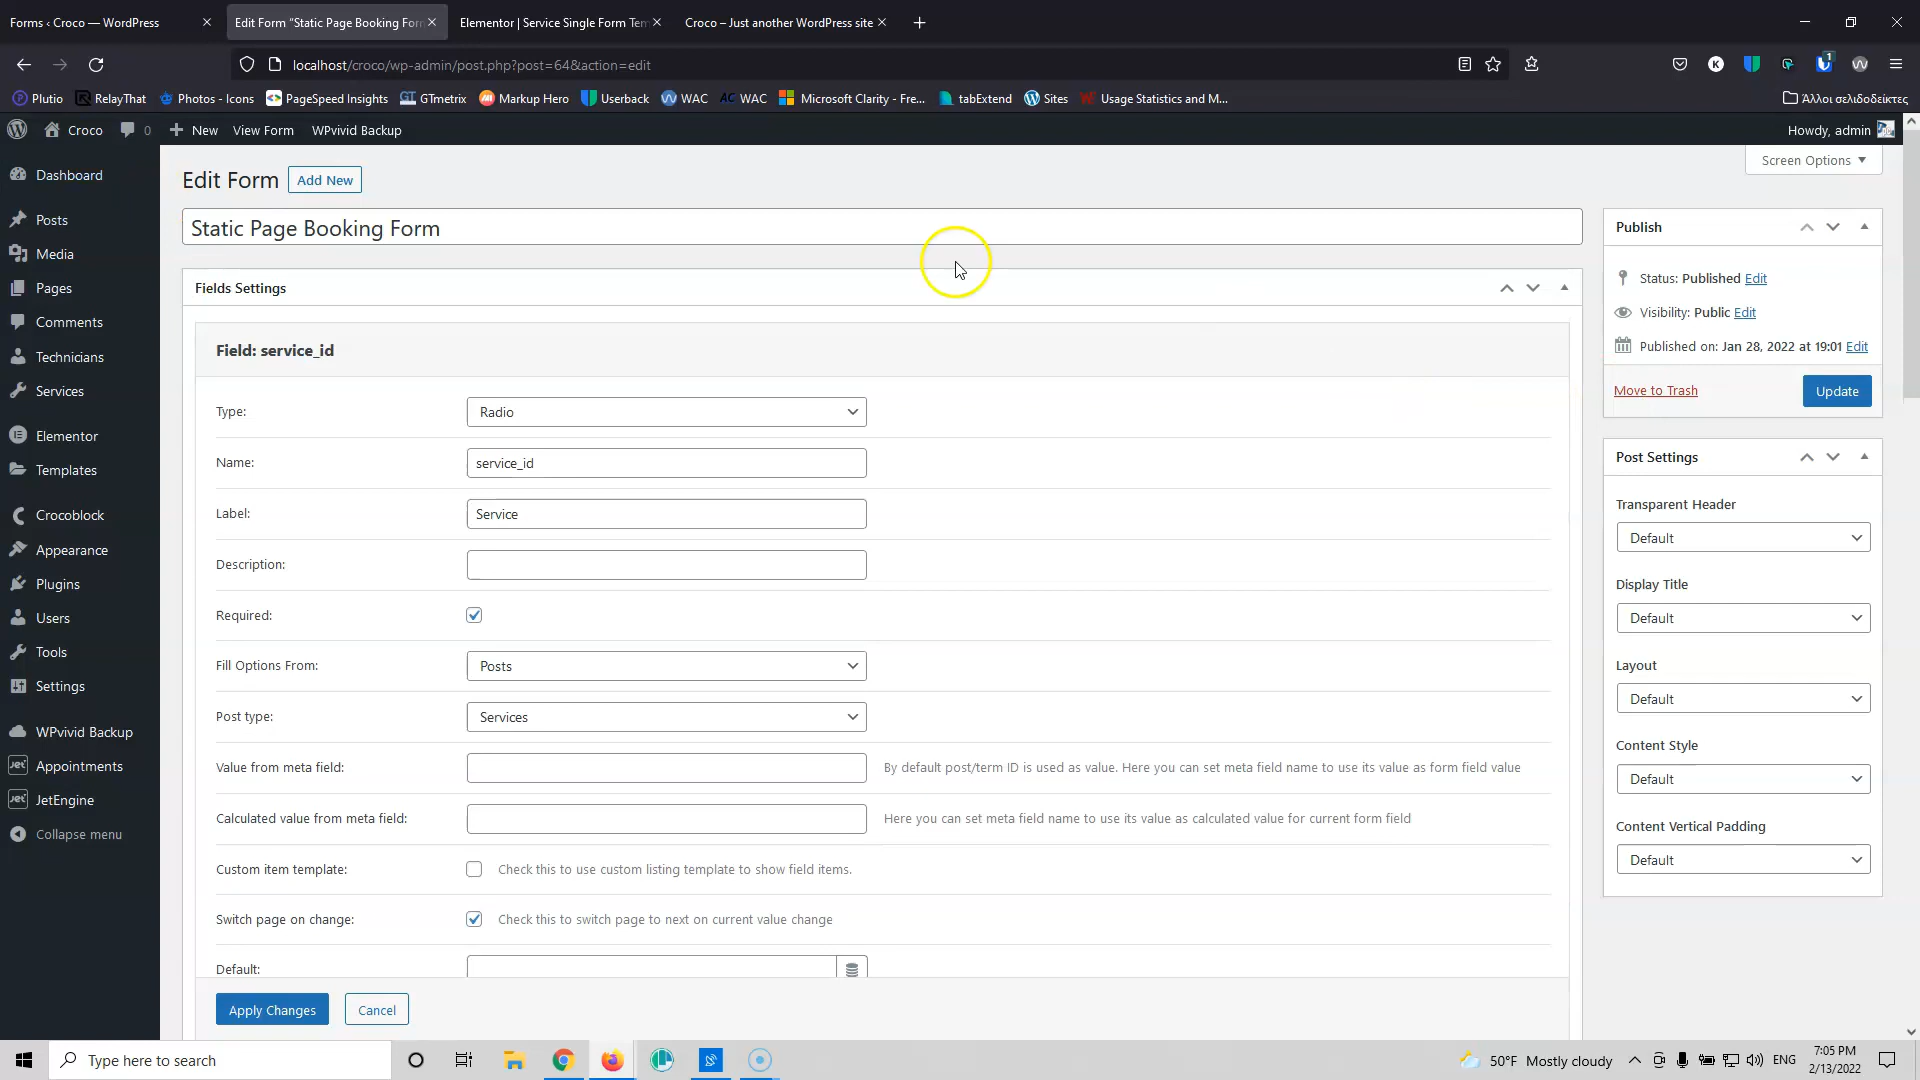 Forms ‹ Croco — WordPress
Edit Form "Static Page Booking For
Elementor | Service Single Form Tem
Croco – Just another WordPress site
localhost/croco/wp-admin/post.php?post=64&action=edit
Plutio
RelayThat
Photos - Icons
PageSpeed Insights
GTmetrix
Markup Hero
Userback
WAC
WAC
Microsoft Clarity - Fre...
tabExtend
Sites
Usage Statistics and M...
Άλλοι σελιδοδείκτες
Croco
0
New
View Form
WPvivid Backup
Howdy, admin
Screen Options
Dashboard
Posts
Media
Pages
Comments
Technicians
Services
Elementor
Templates
Crocoblock
Appearance
Plugins
Users
Tools
Settings
WPvivid Backup
Appointments
JetEngine
Collapse menu
Edit Form
Add New
Static Page Booking Form
Fields Settings
Field: service_id
Type:
Radio
Name:
service_id
Label:
Service
Description:
Required:
Fill Options From:
Posts
Post type:
Services
Value from meta field:
By default post/term ID is used as value. Here you can set meta field name to use its value as form field value
Calculated value from meta field:
Here you can set meta field name to use its value as calculated value for current form field
Custom item template:
Check this to use custom listing template to show field items.
Switch page on change:
Check this to switch page to next on current value change
Default:
Apply Changes
Cancel
Publish
Status: Published Edit
Visibility: Public Edit
Published on: Jan 28, 2022 at 19:01 Edit
Move to Trash
Update
Post Settings
Transparent Header
Default
Display Title
Default
Layout
Default
Content Style
Default
Content Vertical Padding
Default
Type here to search
50°F Mostly cloudy
ENG
7:05 PM
2/13/2022